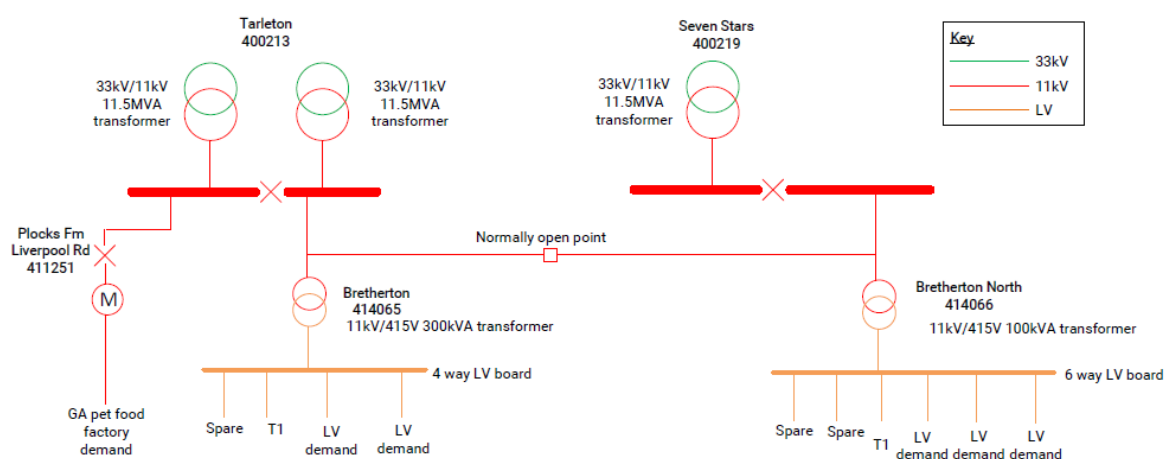 Tarleton
400213
Seven Stars
400219
Key
33kV
11kV
LV
33kV/11kV
11.5MVA
transformer
33kV/11kV
11.5MVA
transformer
33kV/11kV
11.5MVA
transformer
Plocks Fm
Liverpool Rd
411251
Normally open point
M
Bretherton
414065
11kV/415V 300kVA transformer
Bretherton North
414066
11kV/415V 100kVA transformer
4 way LV board
6 way LV board
GA pet food
factory
demand
Spare
T1
LV
demand
LV
demand
Spare
Spare
T1
LV
demand
LV
demand
LV
demand